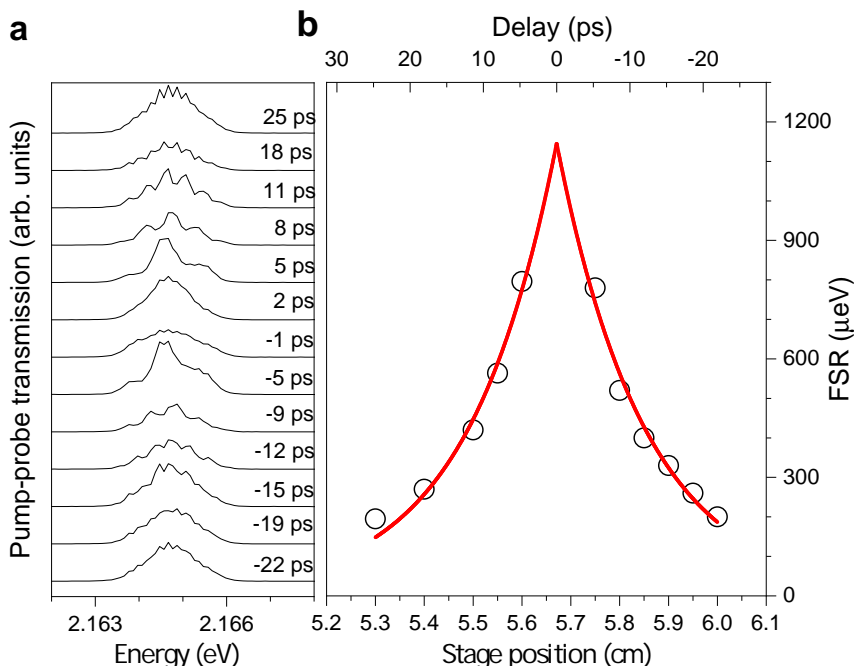 a
b
Delay (ps)
30 20 10 0 -10 -20
Pump-probe transmission (arb. units)
25 ps
18 ps
11 ps
8 ps
5 ps
2 ps
-1 ps
-5 ps
-9 ps
-12 ps
-15 ps
-19 ps
-22 ps
2.163 2.166
Energy (eV)
1200
900
600
300
0
FSR (µeV)
5.2 5.3 5.4 5.5 5.6 5.7 5.8 5.9 6.0 6.1
Stage position (cm)